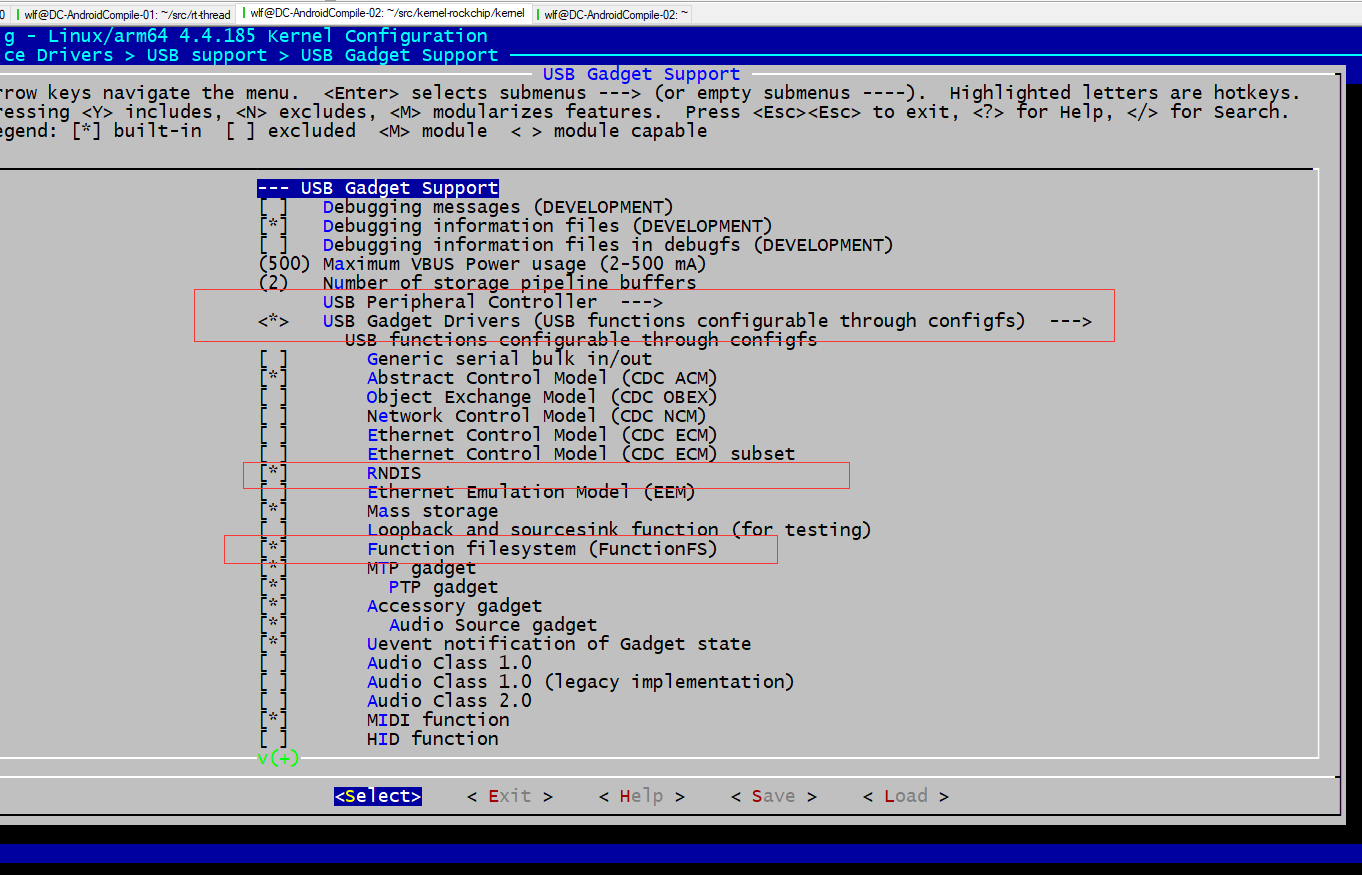 0 wlf@DC-AndroidCompile-01: ~/src/rt-thread wlf@DC-AndroidCompile-02: ~/src/kernel-rockchip/kernel wlf@DC-AndroidCompile-02: ~
g - Linux/arm64 4.4.185 Kernel Configuration
ce Drivers > USB support > USB Gadget Support
USB Gadget Support
rrow keys navigate the menu. <Enter> selects submenus ---> (or empty submenus ----). Highlighted letters are hotkeys.
ressing <Y> includes, <N> excludes, <M> modularizes features. Press <Esc><Esc> to exit, <?> for Help, </> for Search.
egend: [*] built-in [ ] excluded <M> module < > module capable
--- USB Gadget Support
[ ] Debugging messages (DEVELOPMENT)
[*] Debugging information files (DEVELOPMENT)
[ ] Debugging information files in debugfs (DEVELOPMENT)
(500) Maximum VBUS Power usage (2-500 mA)
(2) Number of storage pipeline buffers
USB Peripheral Controller --->
<*> USB Gadget Drivers (USB functions configurable through configfs) --->
USB functions configurable through configfs
[ ] Generic serial bulk in/out
[*] Abstract Control Model (CDC ACM)
[ ] Object Exchange Model (CDC OBEX)
[ ] Network Control Model (CDC NCM)
[ ] Ethernet Control Model (CDC ECM)
[ ] Ethernet Control Model (CDC ECM) subset
[*] RNDIS
[ ] Ethernet Emulation Model (EEM)
[*] Mass storage
[ ] Loopback and sourcesink function (for testing)
[*] Function filesystem (FunctionFS)
[*] MTP gadget
[*] PTP gadget
[*] Accessory gadget
[*] Audio Source gadget
[*] Uevent notification of Gadget state
[ ] Audio Class 1.0
[ ] Audio Class 1.0 (legacy implementation)
[ ] Audio Class 2.0
[*] MIDI function
[ ] HID function
v(+)
<Select> < Exit > < Help > < Save > < Load >